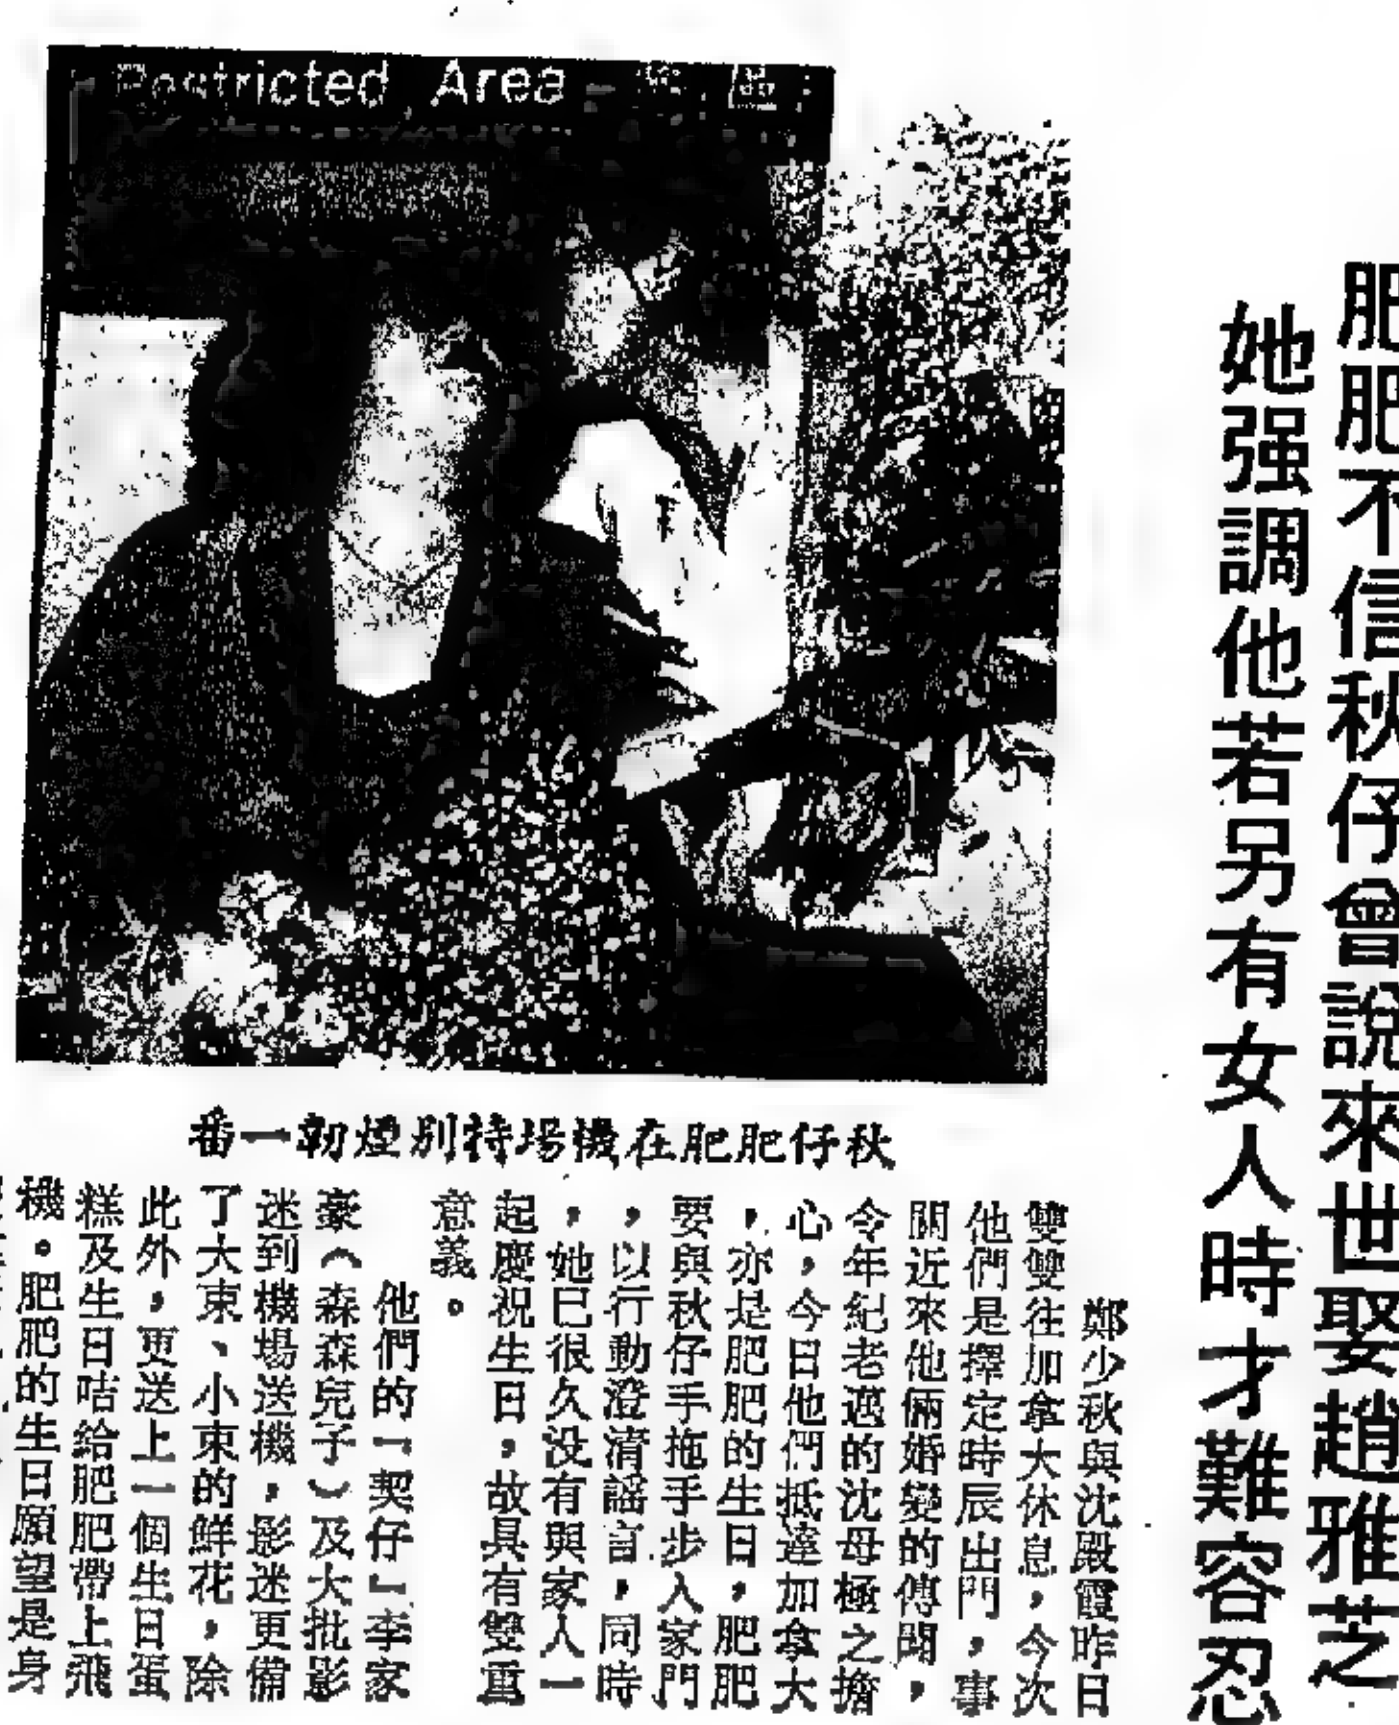 Restricted Area
肥肥不信秋仔曾說來世娶趙雅芝
她强調他若另有女人時才難容忍
秋仔肥肥在機場特別煙韌一番
鄭少秋與沈殿霞昨日
雙雙往加拿大休息，今次
他們是擇定時辰出門，事
關近來他倆婚變的傳聞，
令年紀老邁的沈母極之擔
心，今日他們抵達加拿大
，亦是肥肥的生日，肥肥
要與秋仔手拖手步入家門
，以行動澄清謠言，同時
，她已很久没有與家人一
起慶祝生日，故具有雙重
意義。
他們的「契仔」李家
豪（森森兒子）及大批影
迷到機場送機，影迷更備
了大束、小束的鮮花，除
此外，更送上一個生日蛋
糕及生日咭給肥肥帶上飛
機。肥肥的生日願望是身